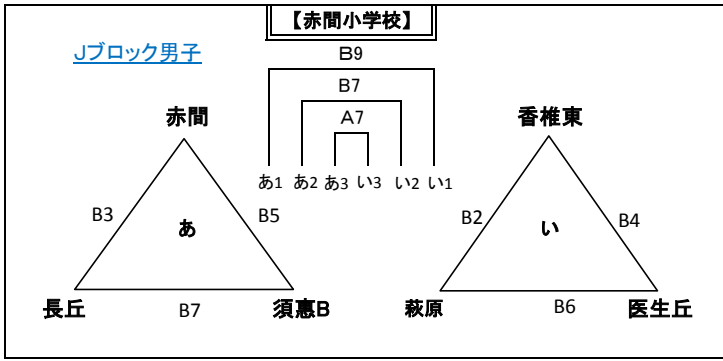 【赤間小学校】
Jブロック男子
B9
B7
A7
赤間
香椎東
あ1 あ2 あ3 い3 い2 い1
B3
あ
B5
B2
い
B4
長丘
B7
須惠B
萩原
B6
医生丘